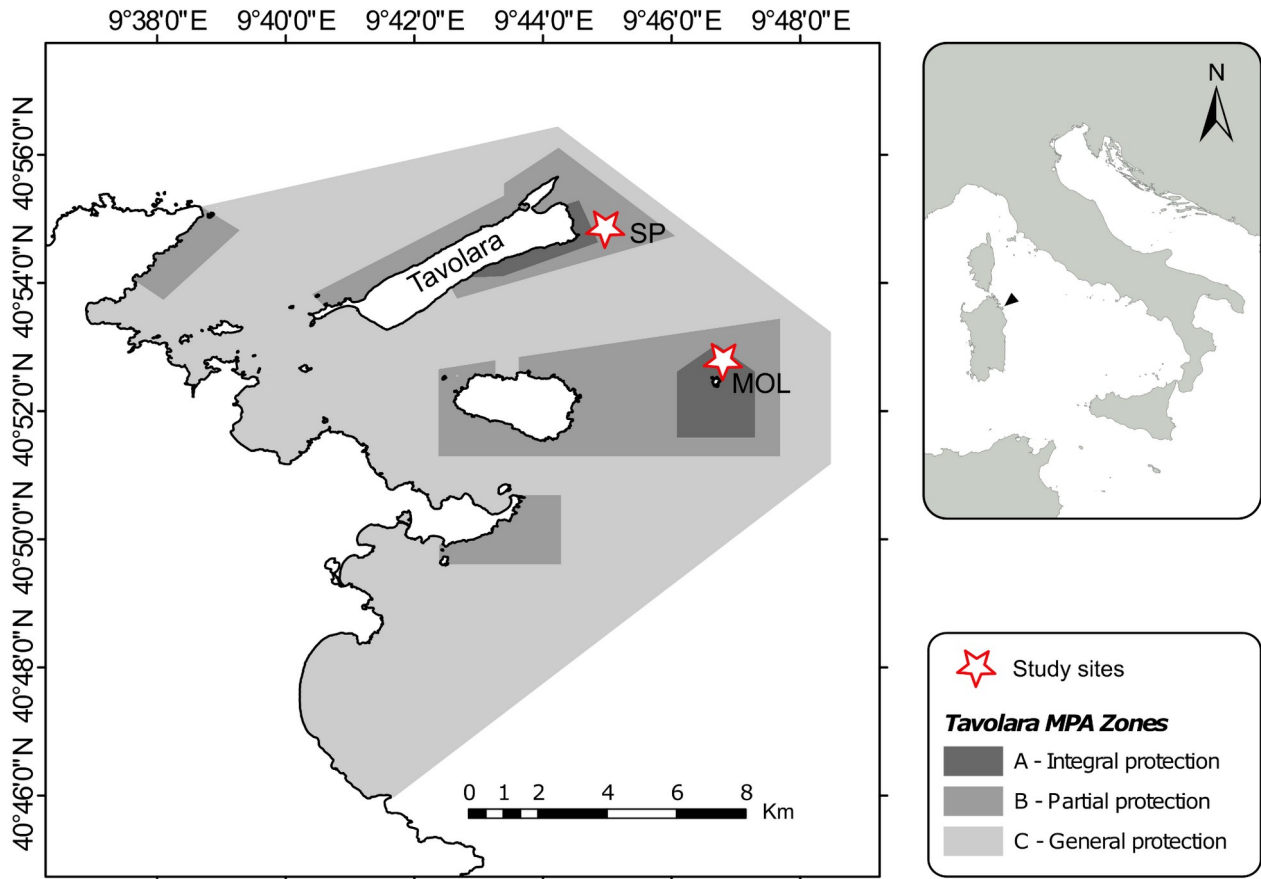 9°38'0"E 9°40'0"E 9°42'0"E 9°44'0"E 9°46'0"E 9°48'0"E
40°56'0"N
40°54'0"N
40°52'0"N
40°50'0"N
40°48'0"N
40°46'0"N
Tavolara
SP
MOL
0 1 2 4 6 8
Km
N
Study sites
Tavolara MPA Zones
A - Integral protection
B - Partial protection
C - General protection